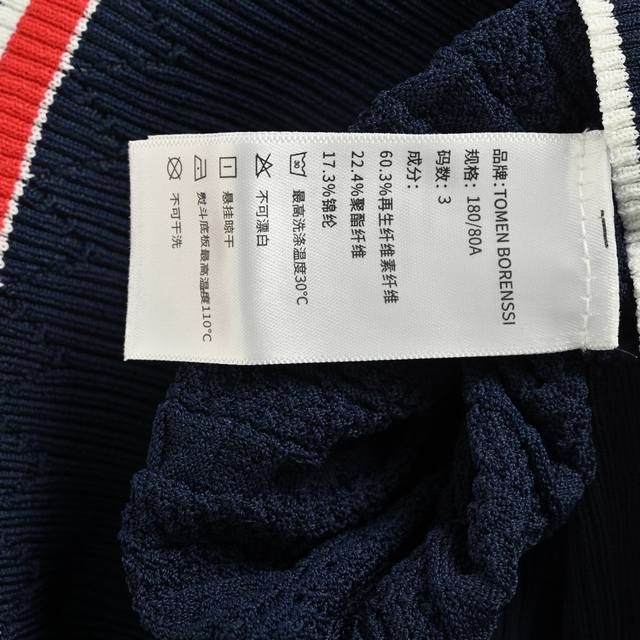 品牌：TOMEN BORENSSI
规格：180/80A
码数：3
成分：
60.3%再生纤维素纤维
22.4%聚酯纤维
17.3%锦纶
最高洗涤温度30℃
不可漂白
悬挂晾干
熨斗底板最高温度110℃
不可干洗